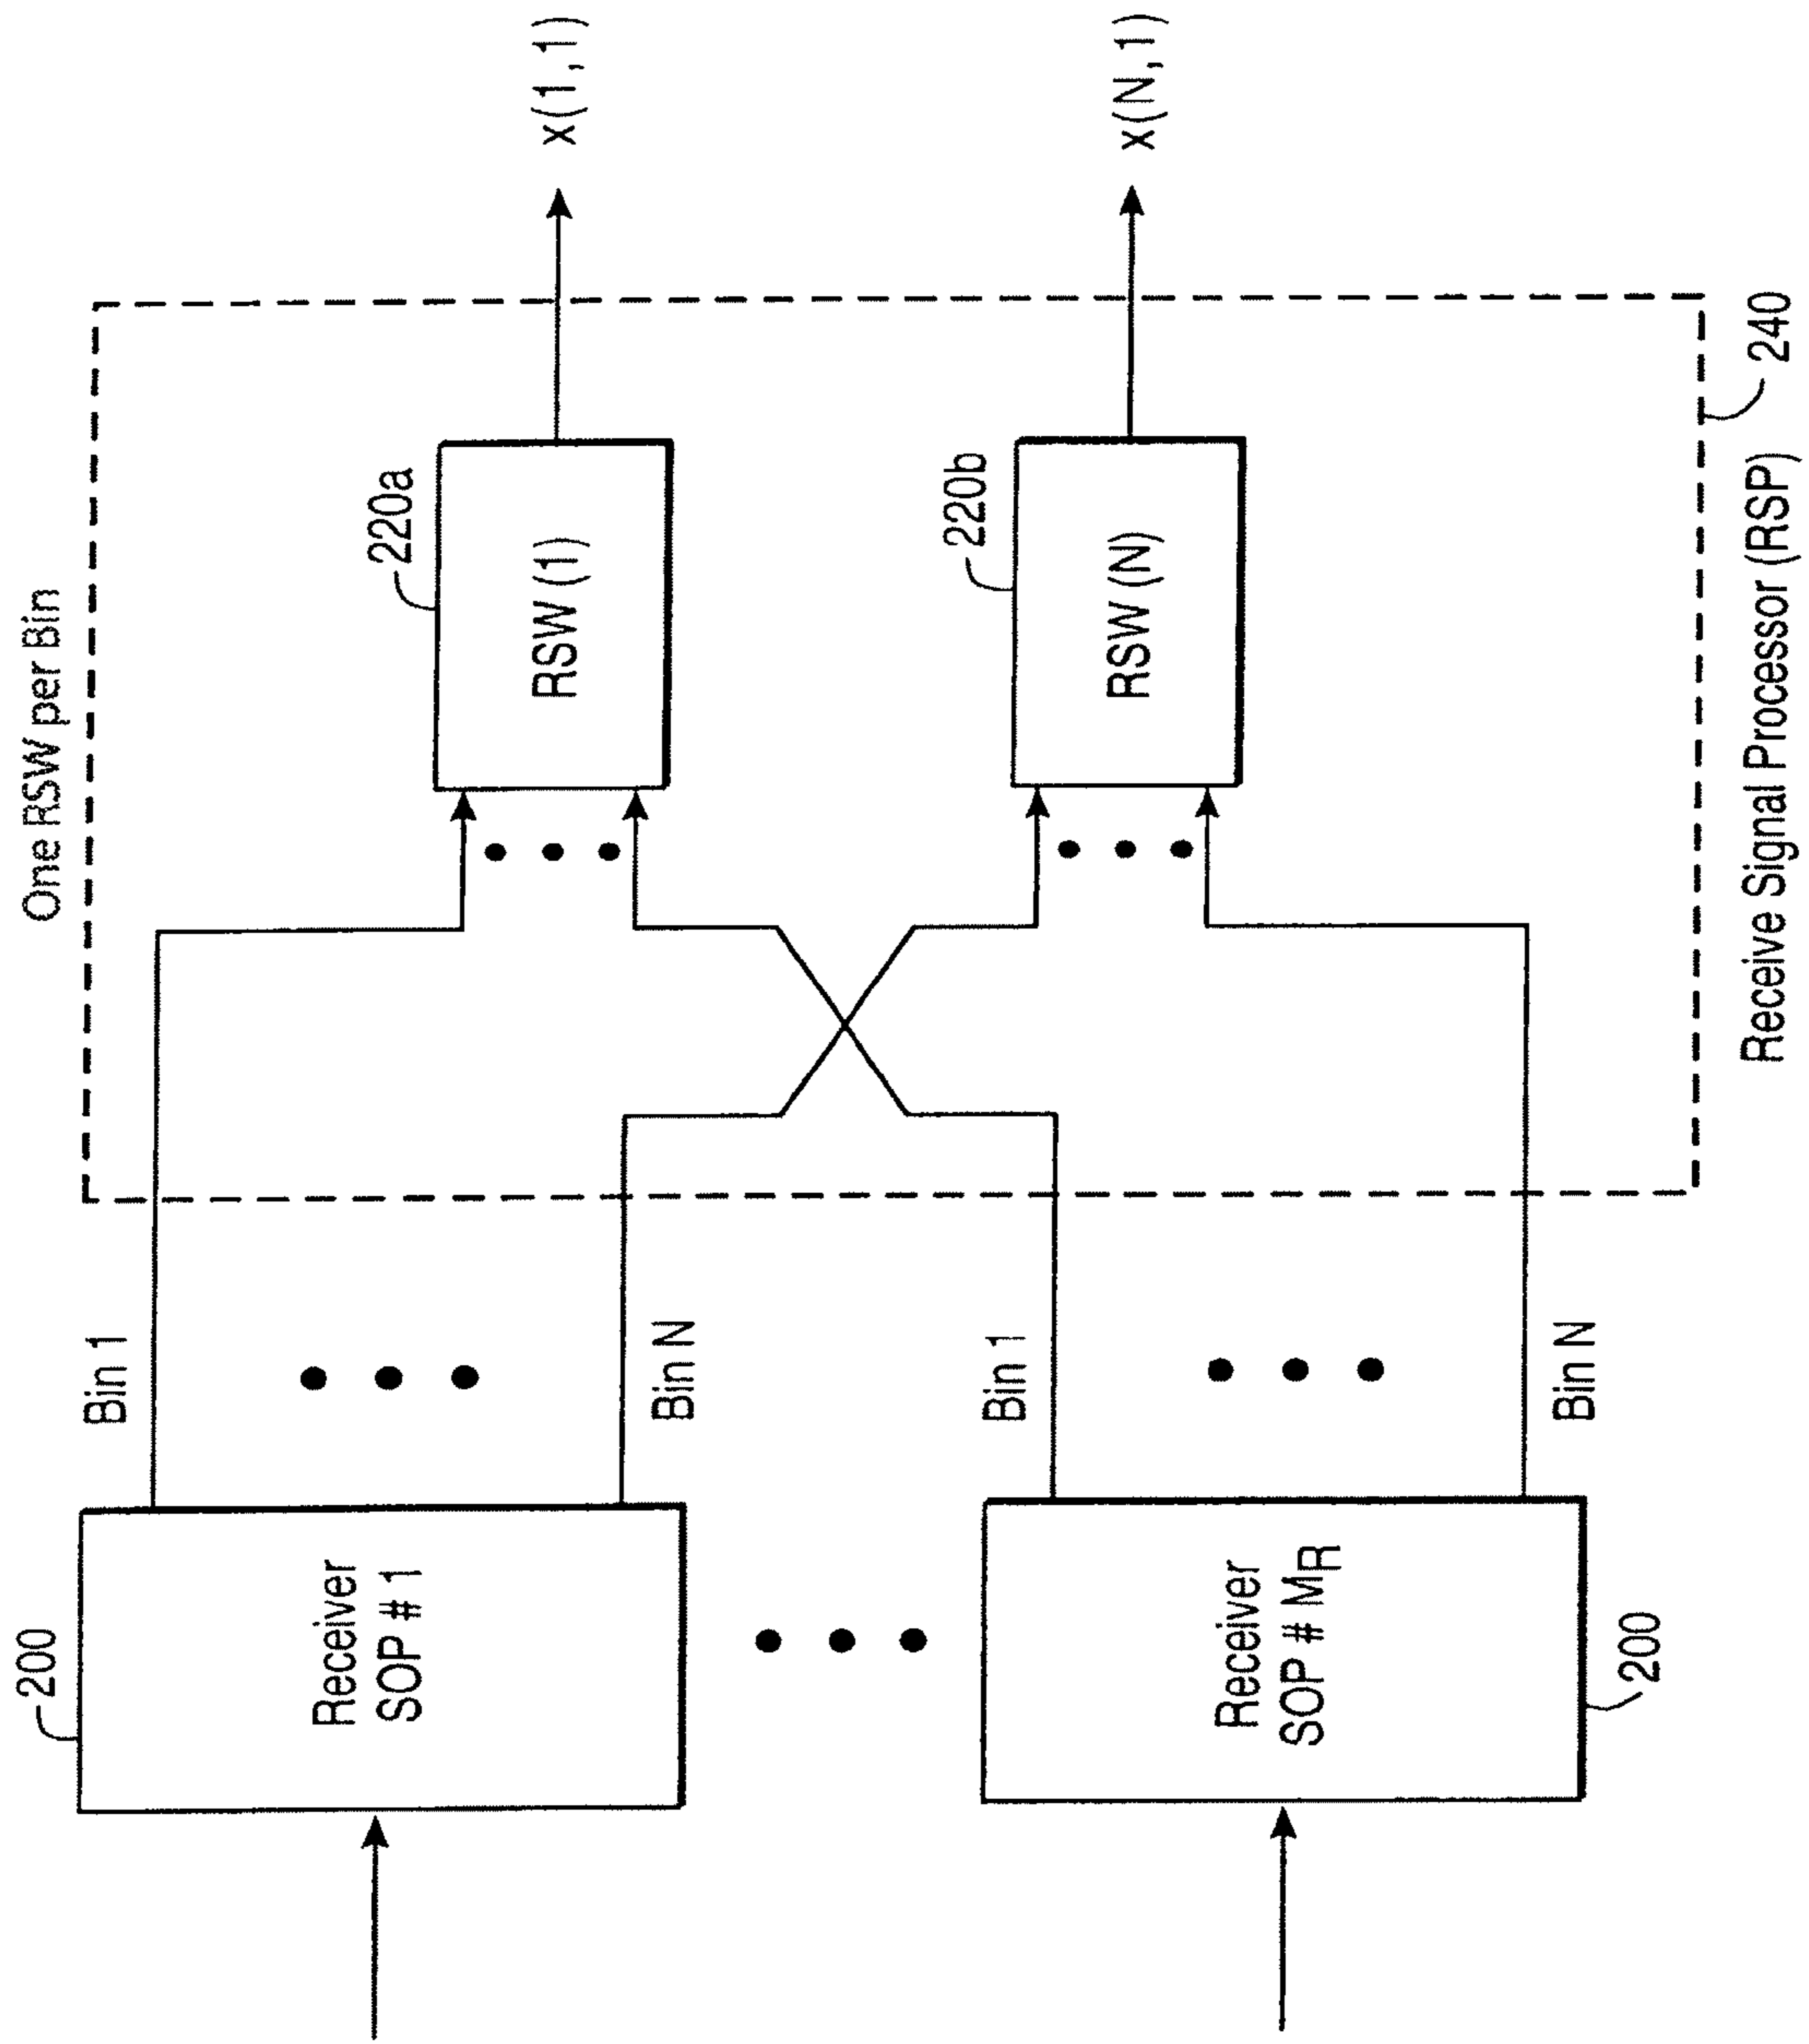 One RSW per Bin
200
Receiver
SOP # 1
Bin 1
Bin N
220a
RSW (1)
x(1,1)
Receiver
SOP # MR
200
Bin 1
Bin N
220b
RSW (N)
x(N,1)
240
Receive Signal Processor (RSP)